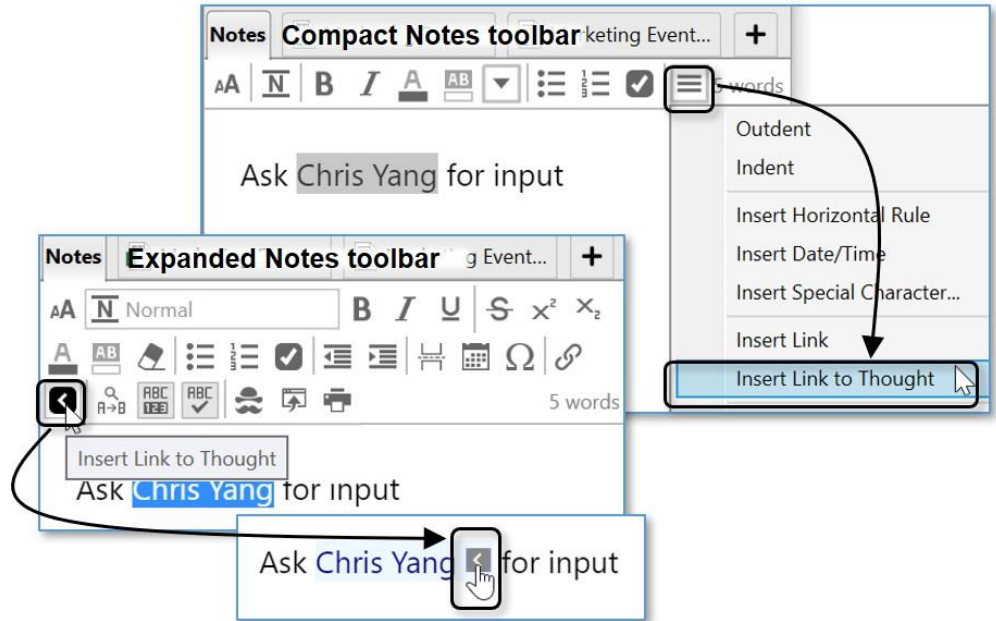 Notes Compact Notes toolbar keting Event... +
AA N B I A AB 5 words
Outdent
Indent
Ask Chris Yang for input
Insert Horizontal Rule
Insert Date/Time
Insert Special Character...
Insert Link
Insert Link to Thought
Notes Expanded Notes toolbar g Event... +
AA N Normal B I U S x² X₂
A AB Ω
A→B ABC 123 ABC 5 words
Insert Link to Thought
Ask Chris Yang for input
Ask Chris Yang for input